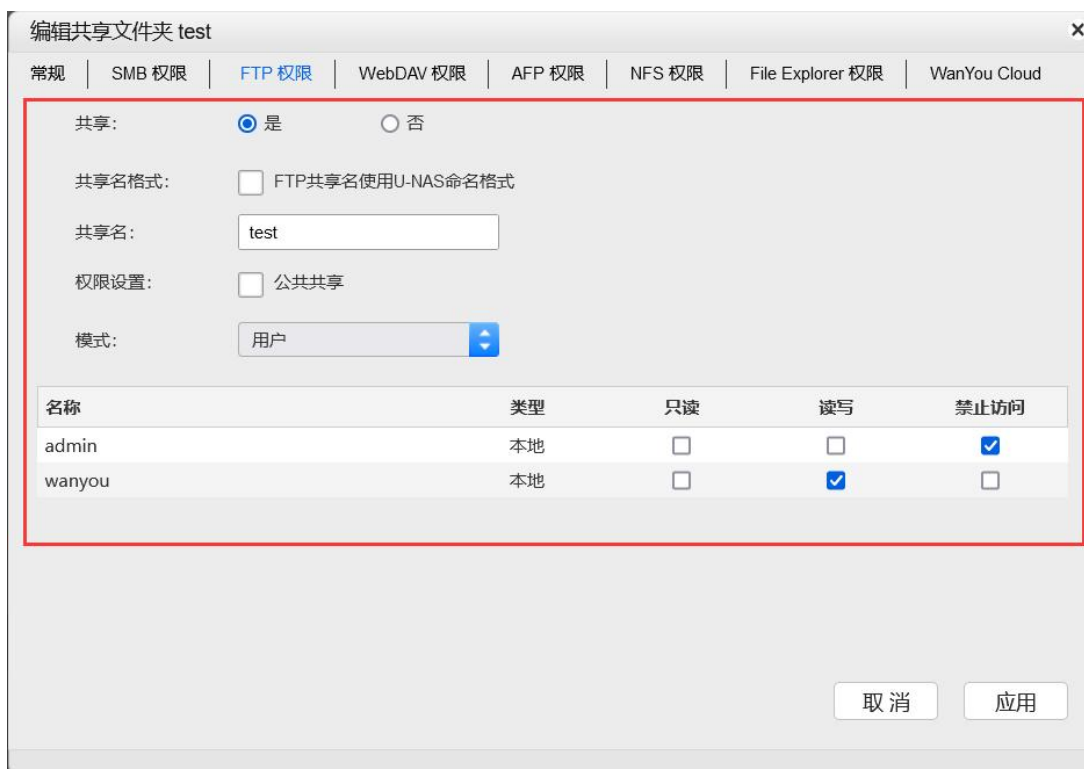 编辑共享文件夹 test
常规 SMB 权限 FTP 权限 WebDAV 权限 AFP 权限 NFS 权限 File Explorer 权限 WanYou Cloud
共享: 是 否
共享名格式: FTP共享名使用U-NAS命名格式
共享名: test
权限设置: 公共共享
模式: 用户
名称 类型 只读 读写 禁止访问
admin 本地
wanyou 本地
取消 应用